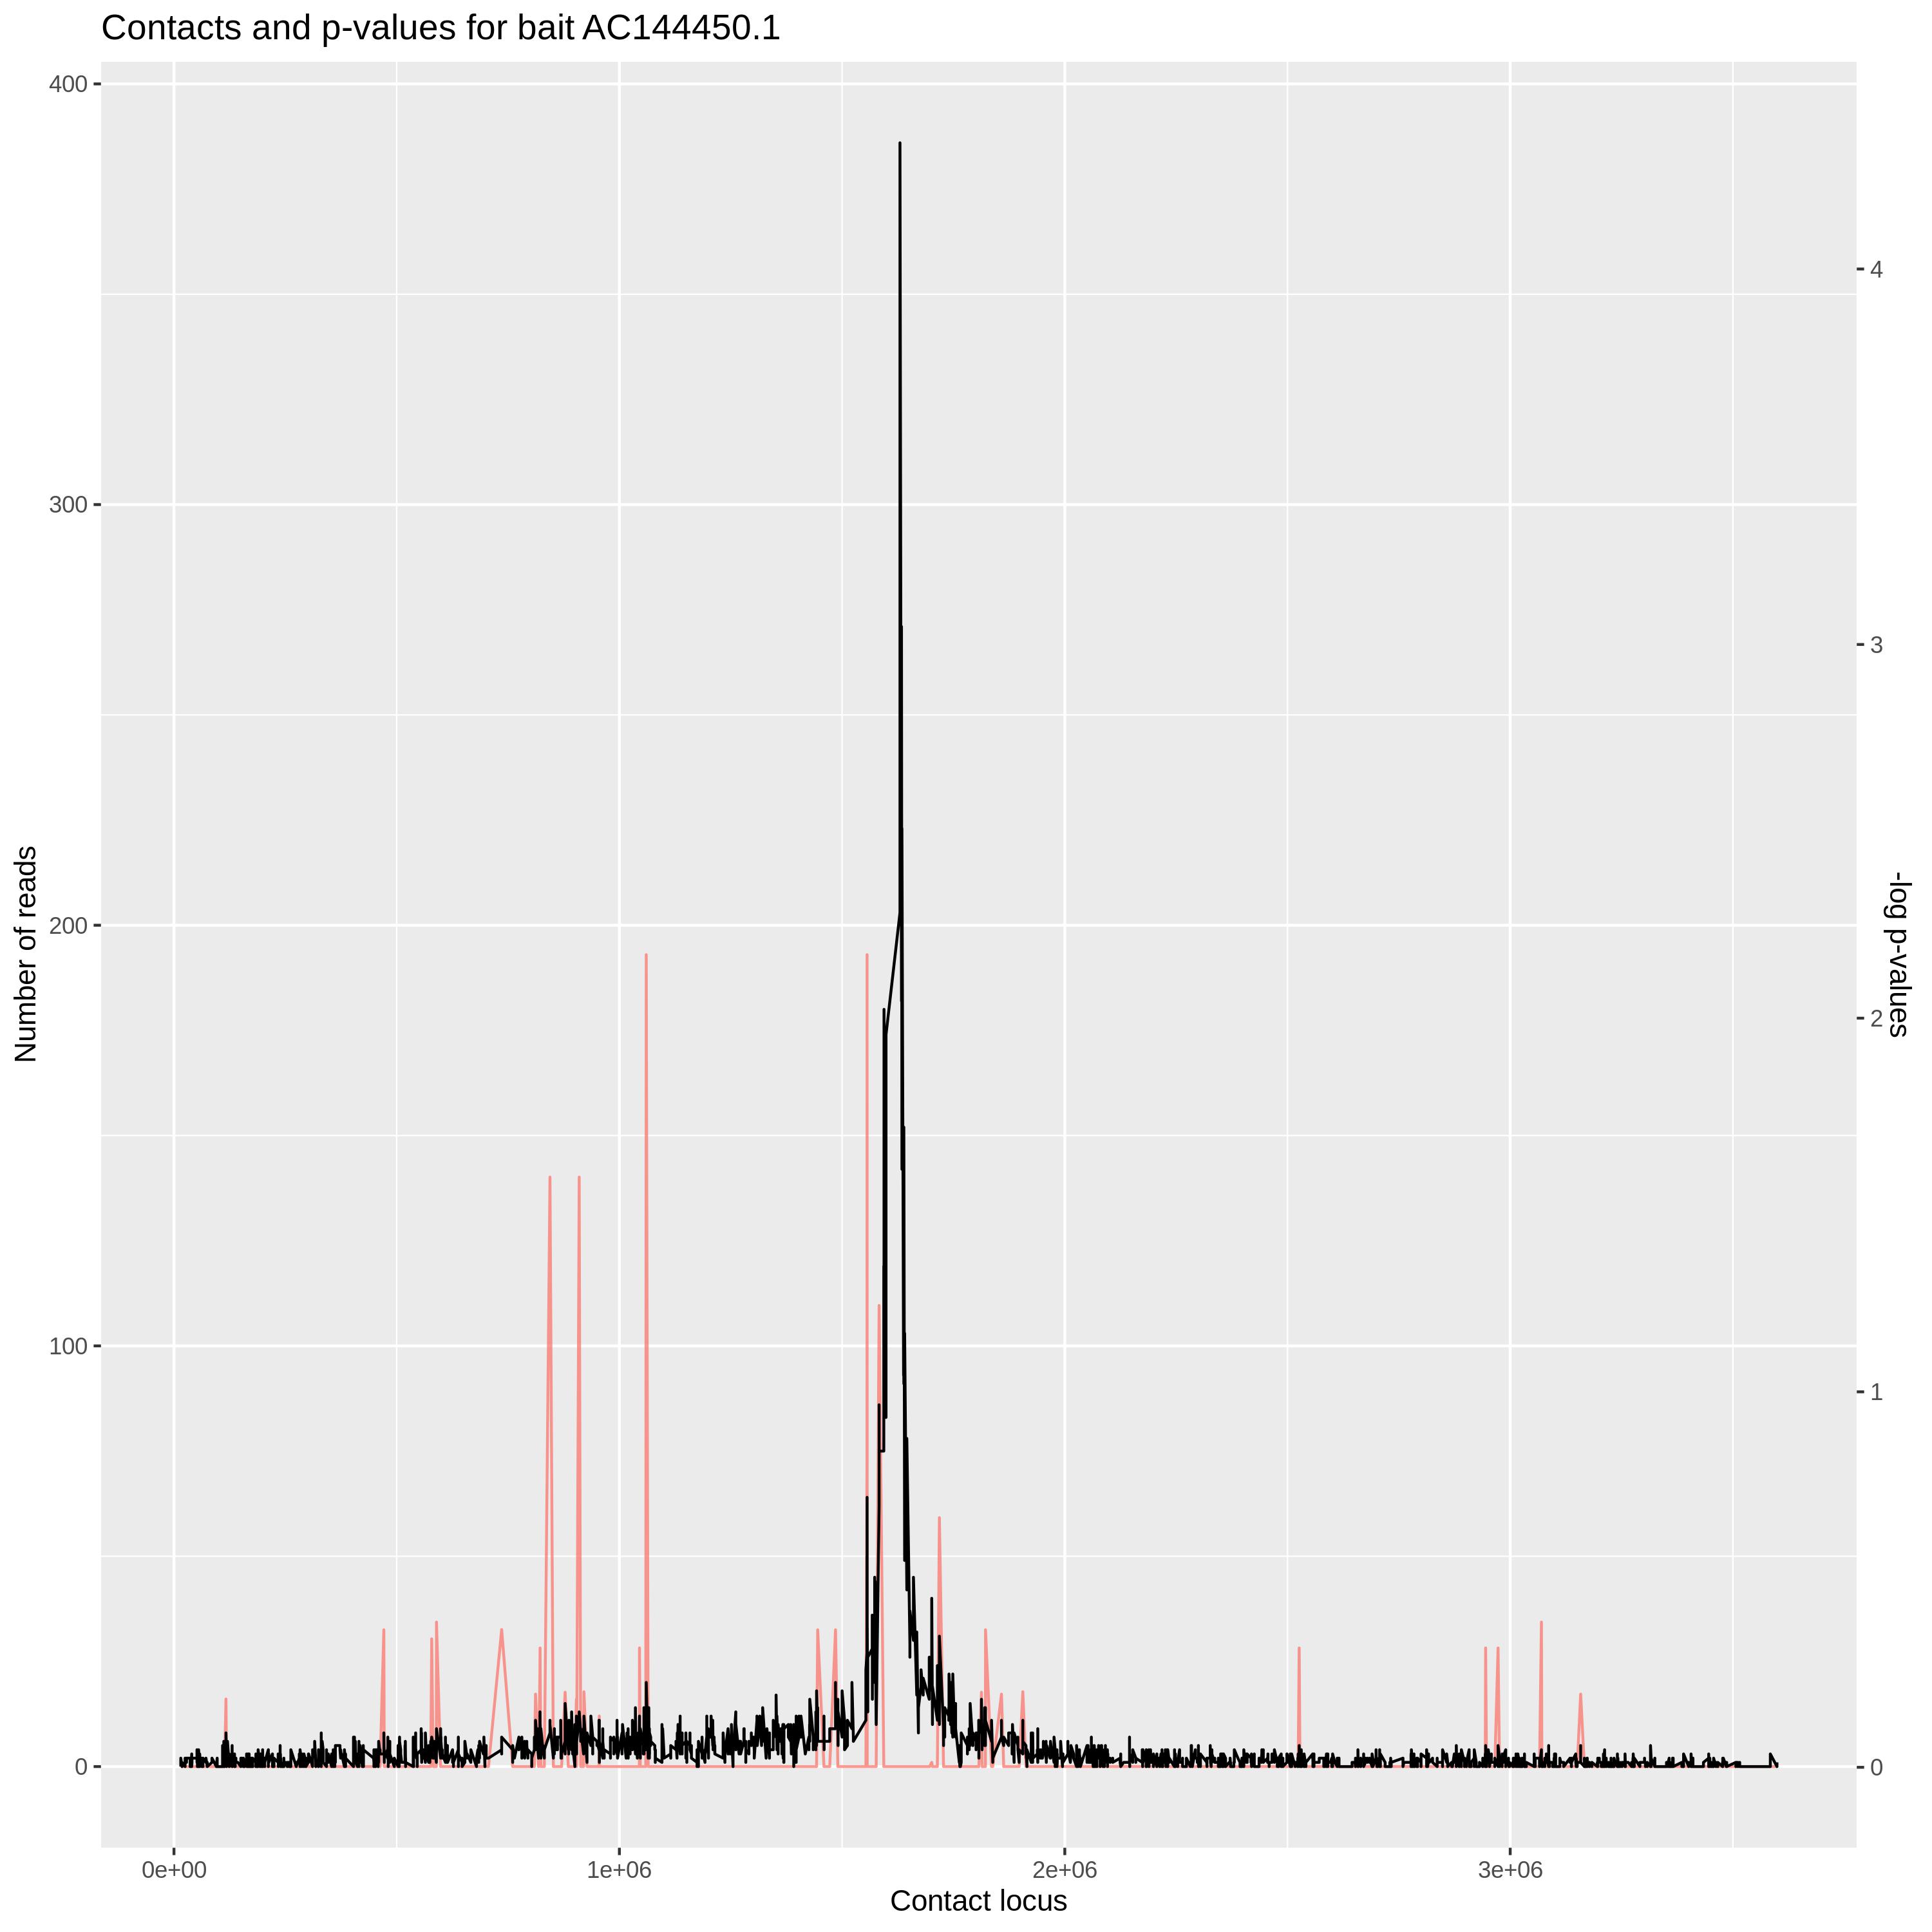 Contacts and p-values for bait AC144450.1
400
300
200
100
0
Number of reads
4
3
2
1
0
-log p-values
0e+00
1e+06
2e+06
3e+06
Contact locus